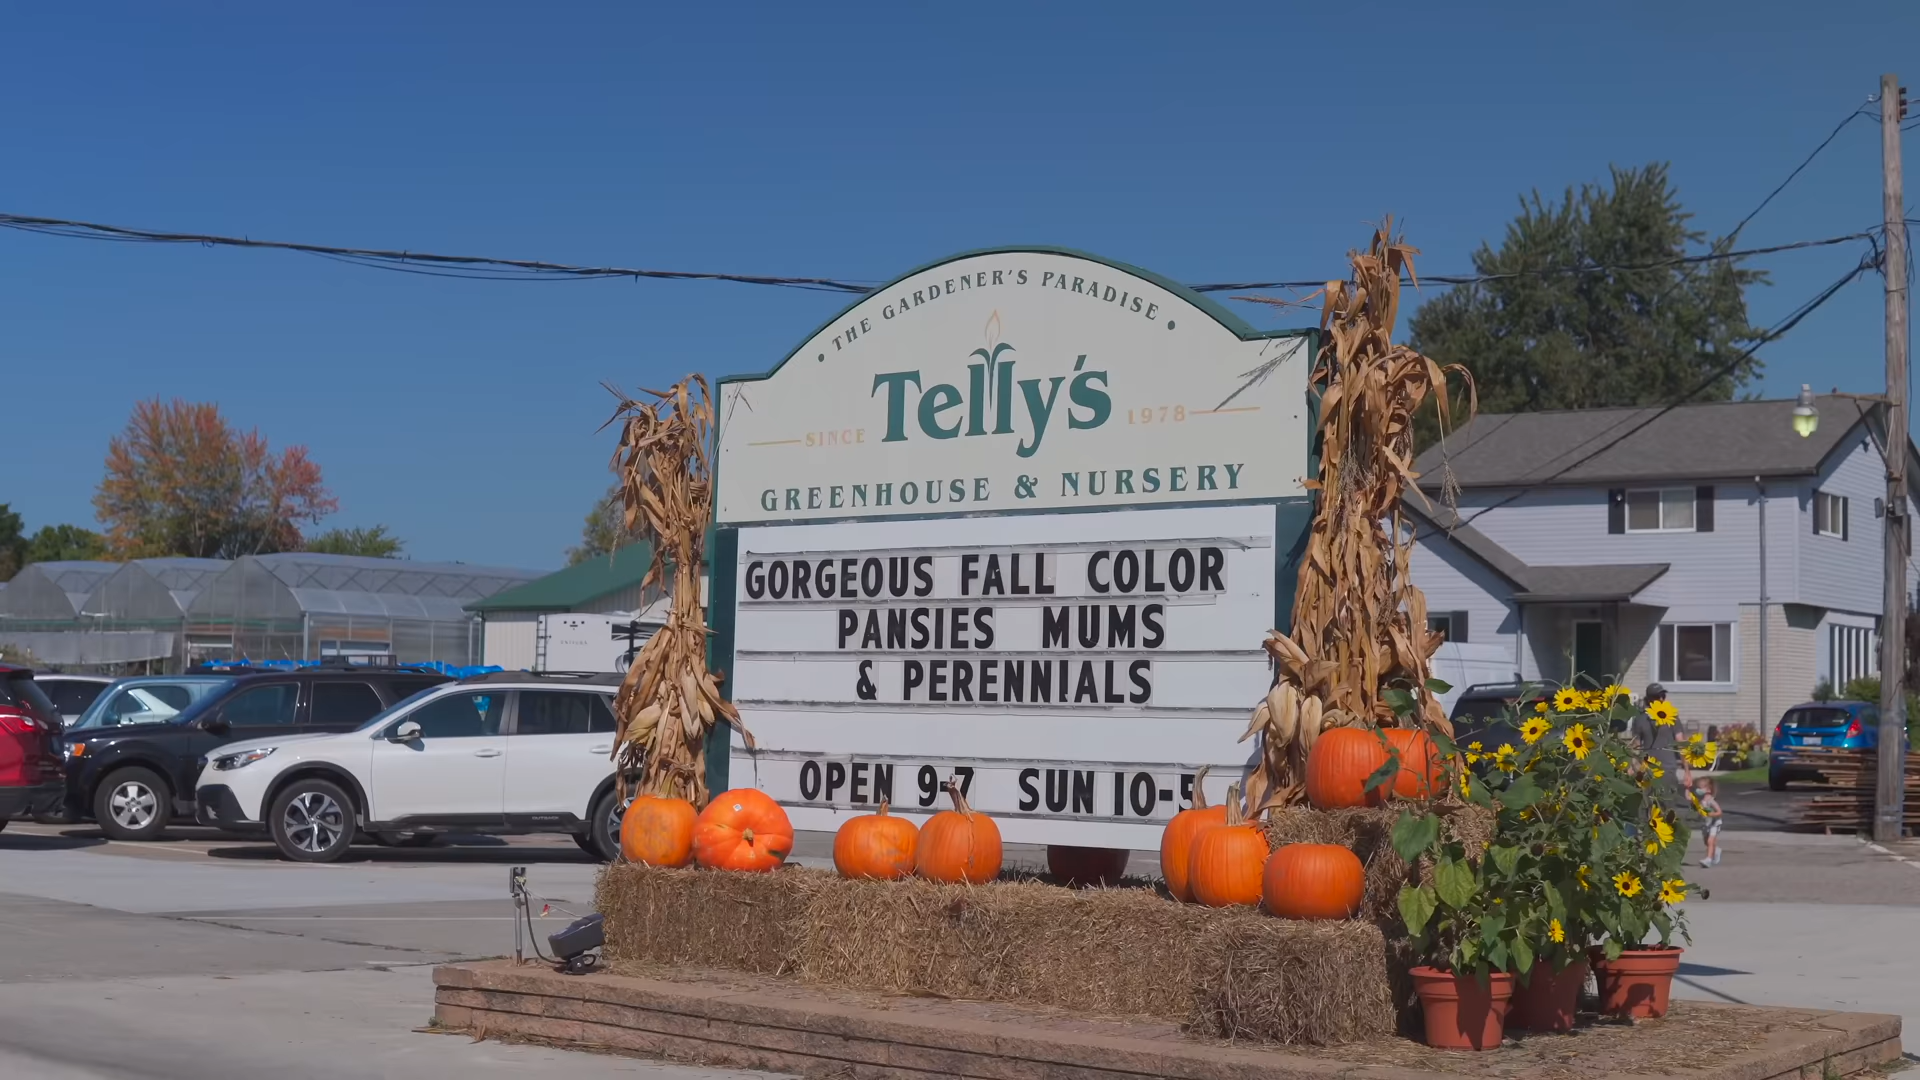 • THE GARDENER'S PARADISE •
Telly's
SINCE 1978
GREENHOUSE & NURSERY
GORGEOUS FALL COLOR
PANSIES MUMS
& PERENNIALS
OPEN 9-7 SUN 10-5